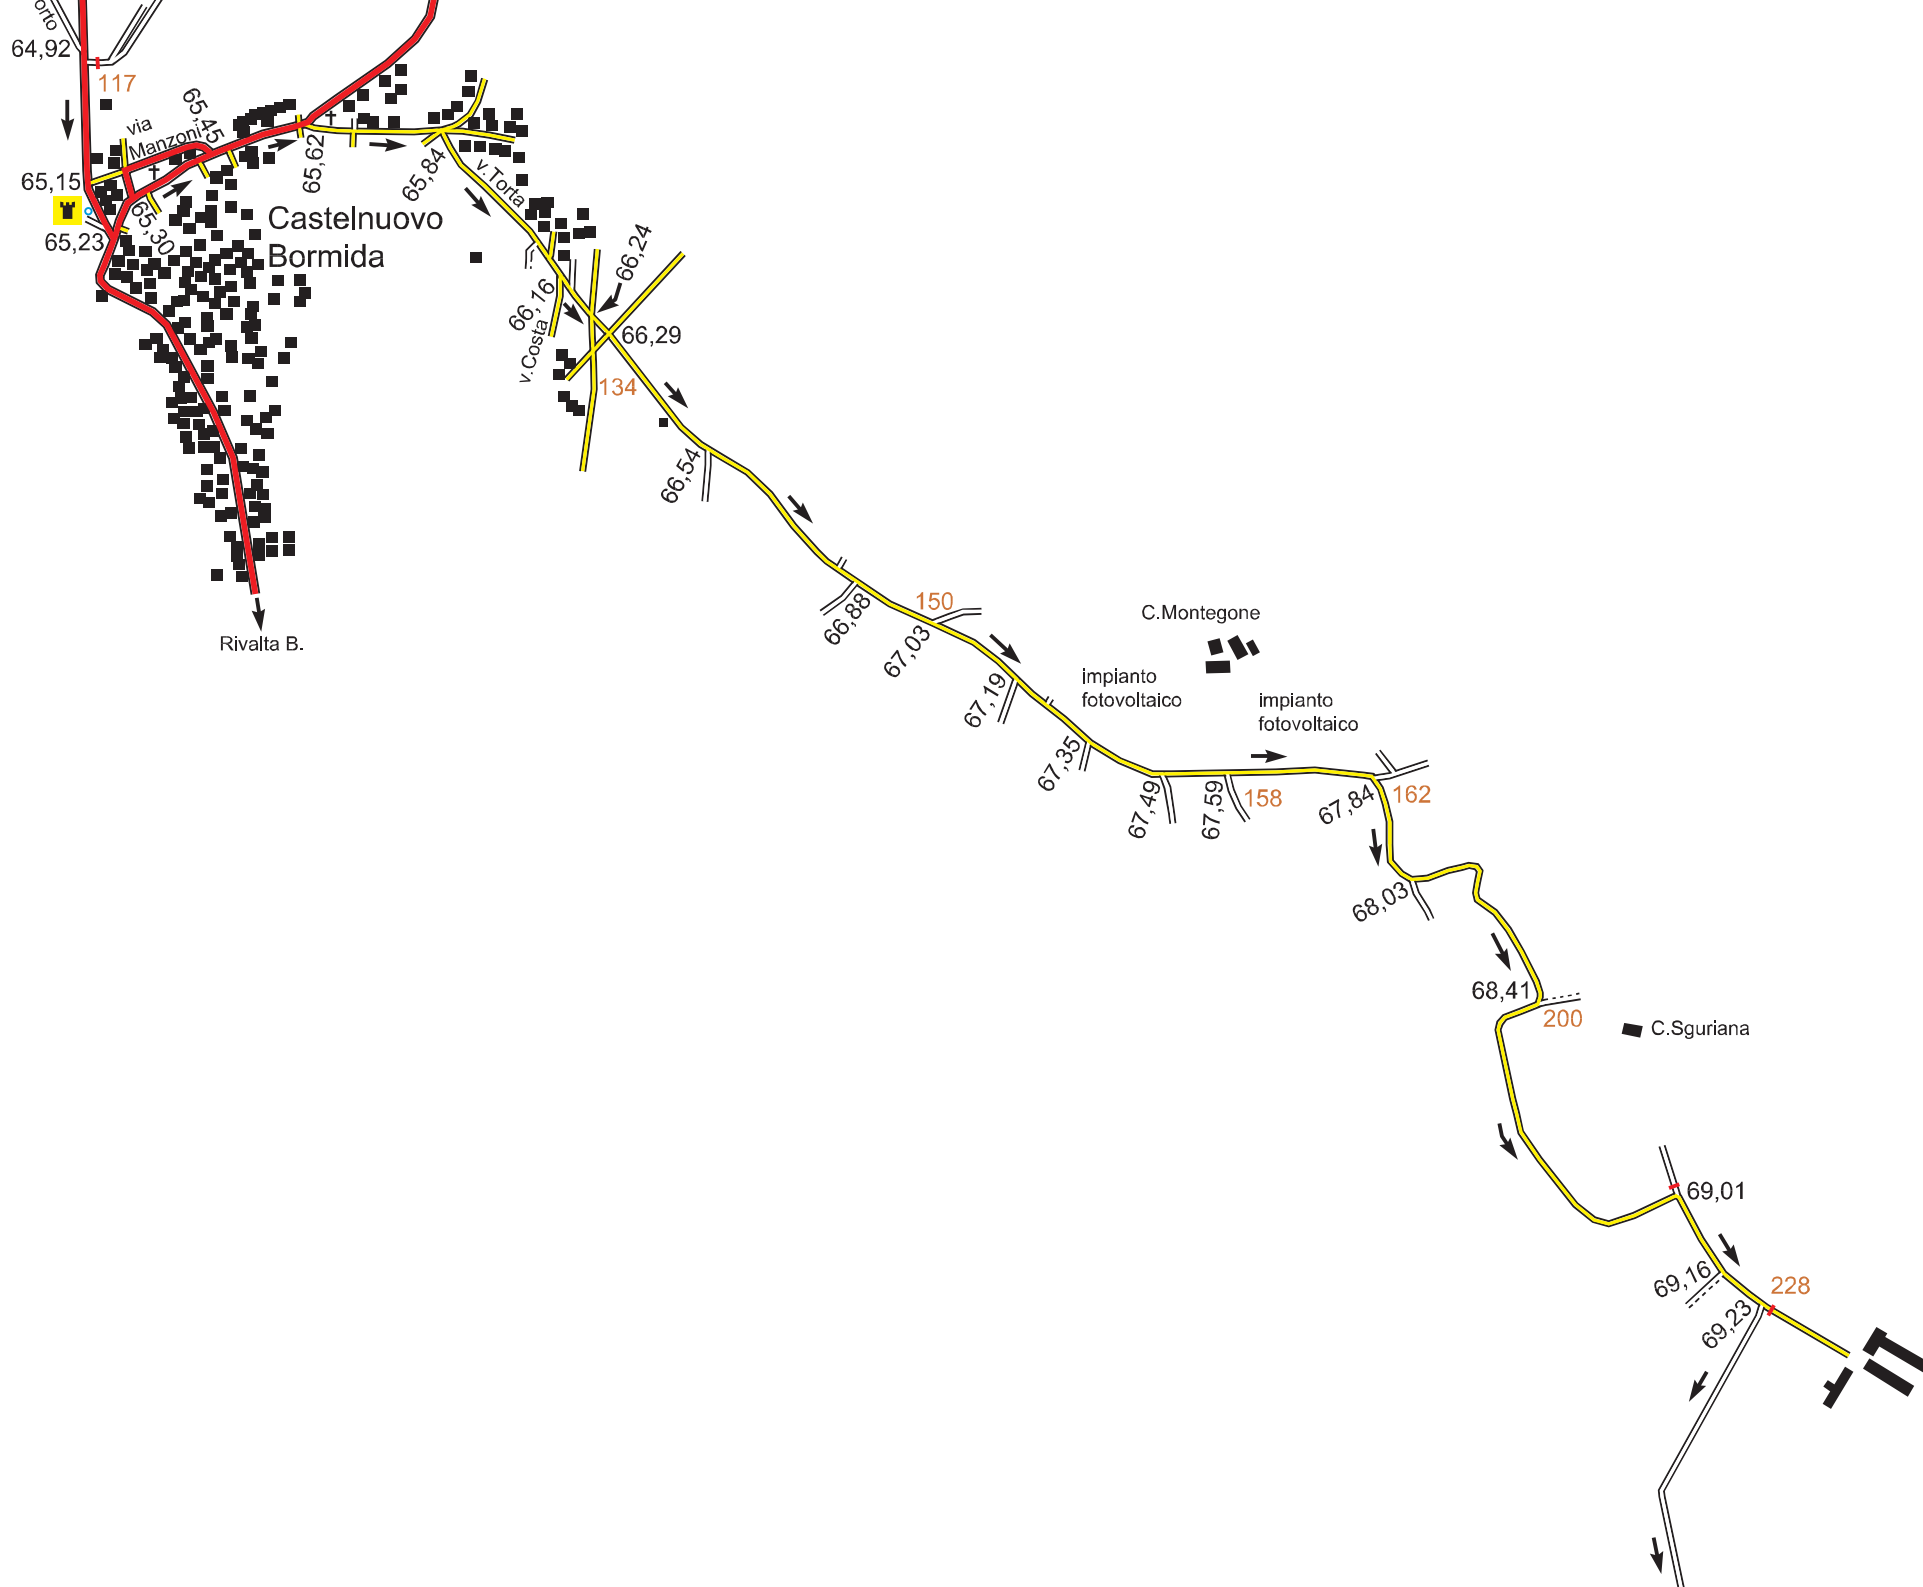 orto
64,92
117
65,45
via
Manzoni
65,62
65,84
v.Torta
65,15
65,30
65,23
Castelnuovo
Bormida
66,24
66,16
v.Costa
66,29
134
66,54
Rivalta B.
66,88
150
67,03
C.Montegone
67,19
impianto
fotovoltaico
impianto
fotovoltaico
67,35
67,49
67,59
158
67,84
162
68,03
68,41
200
C.Sguriana
69,01
69,16
228
69,23